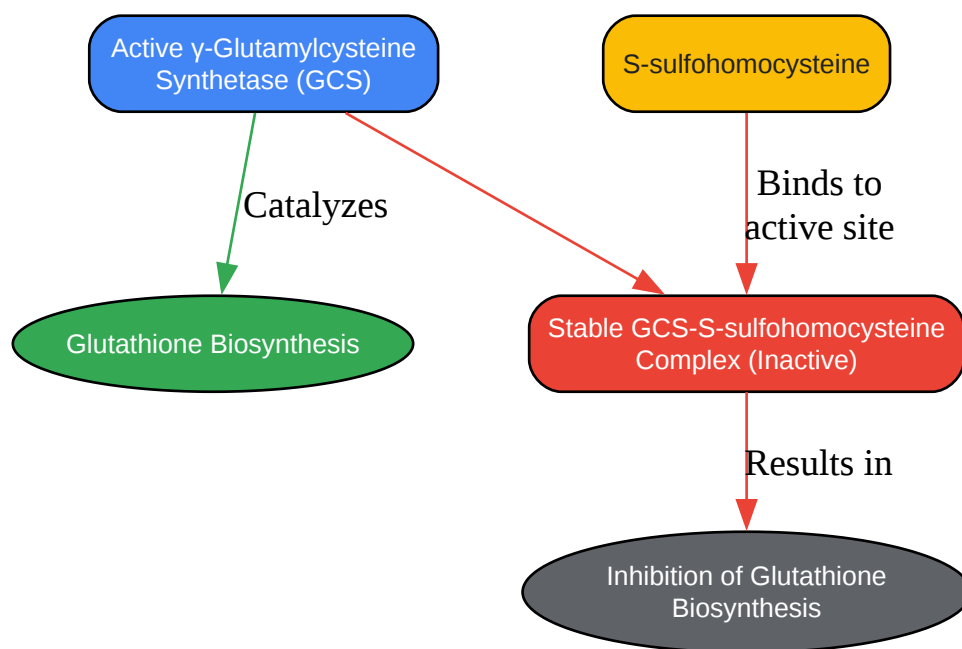 Active γ-Glutamylcysteine
Synthetase (GCS)
S-sulfohomocysteine
Catalyzes
Binds to
active site
Glutathione Biosynthesis
Stable GCS-S-sulfohomocysteine
Complex (Inactive)
Results in
Inhibition of Glutathione
Biosynthesis